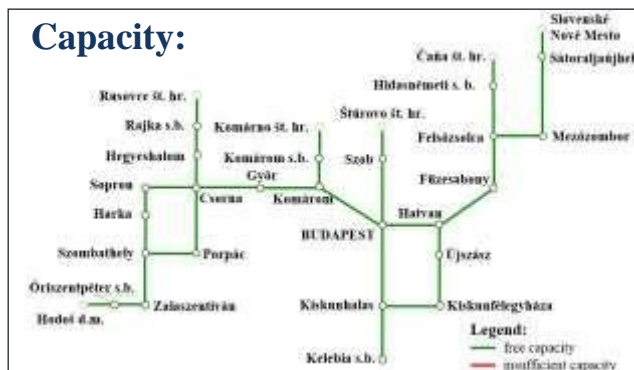 Capacity:
Slovenské
Nové Mesto
Čaňa št. hr.
Sátoraljaújhel
Hidasnémeti s. b.
Rusovce št. hr.
Štúrovo št. hr.
Rajka s.b.
Komárno št. hr.
Felsőzsolca
Mezőzombor
Hegyeshalom
Komárom s.b.
Szob
Győr
Sopron
Füzesabony
Csorna
Komárom
Harka
Hatvan
BUDAPEST
Szombathely
Porpác
Újszász
Őriszentpéter s.b.
Zalaszentiván
Kiskunhalas
Kiskunfélegyháza
Hodoš d.m.
Legend:
free capacity
Kelebia s.b.
insufficient capacity